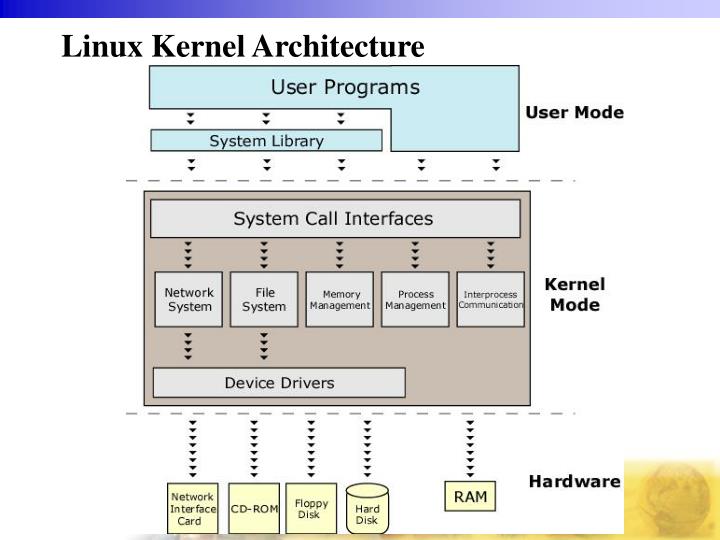 Linux Kernel Architecture
User Programs
User Mode
System Library
System Call Interfaces
Network
System
File
System
Memory
Management
Process
Management
Interprocess
Communication
Kernel
Mode
Device Drivers
Hardware
Network
Interface
Card
CD-ROM
Floppy
Disk
Hard
Disk
RAM